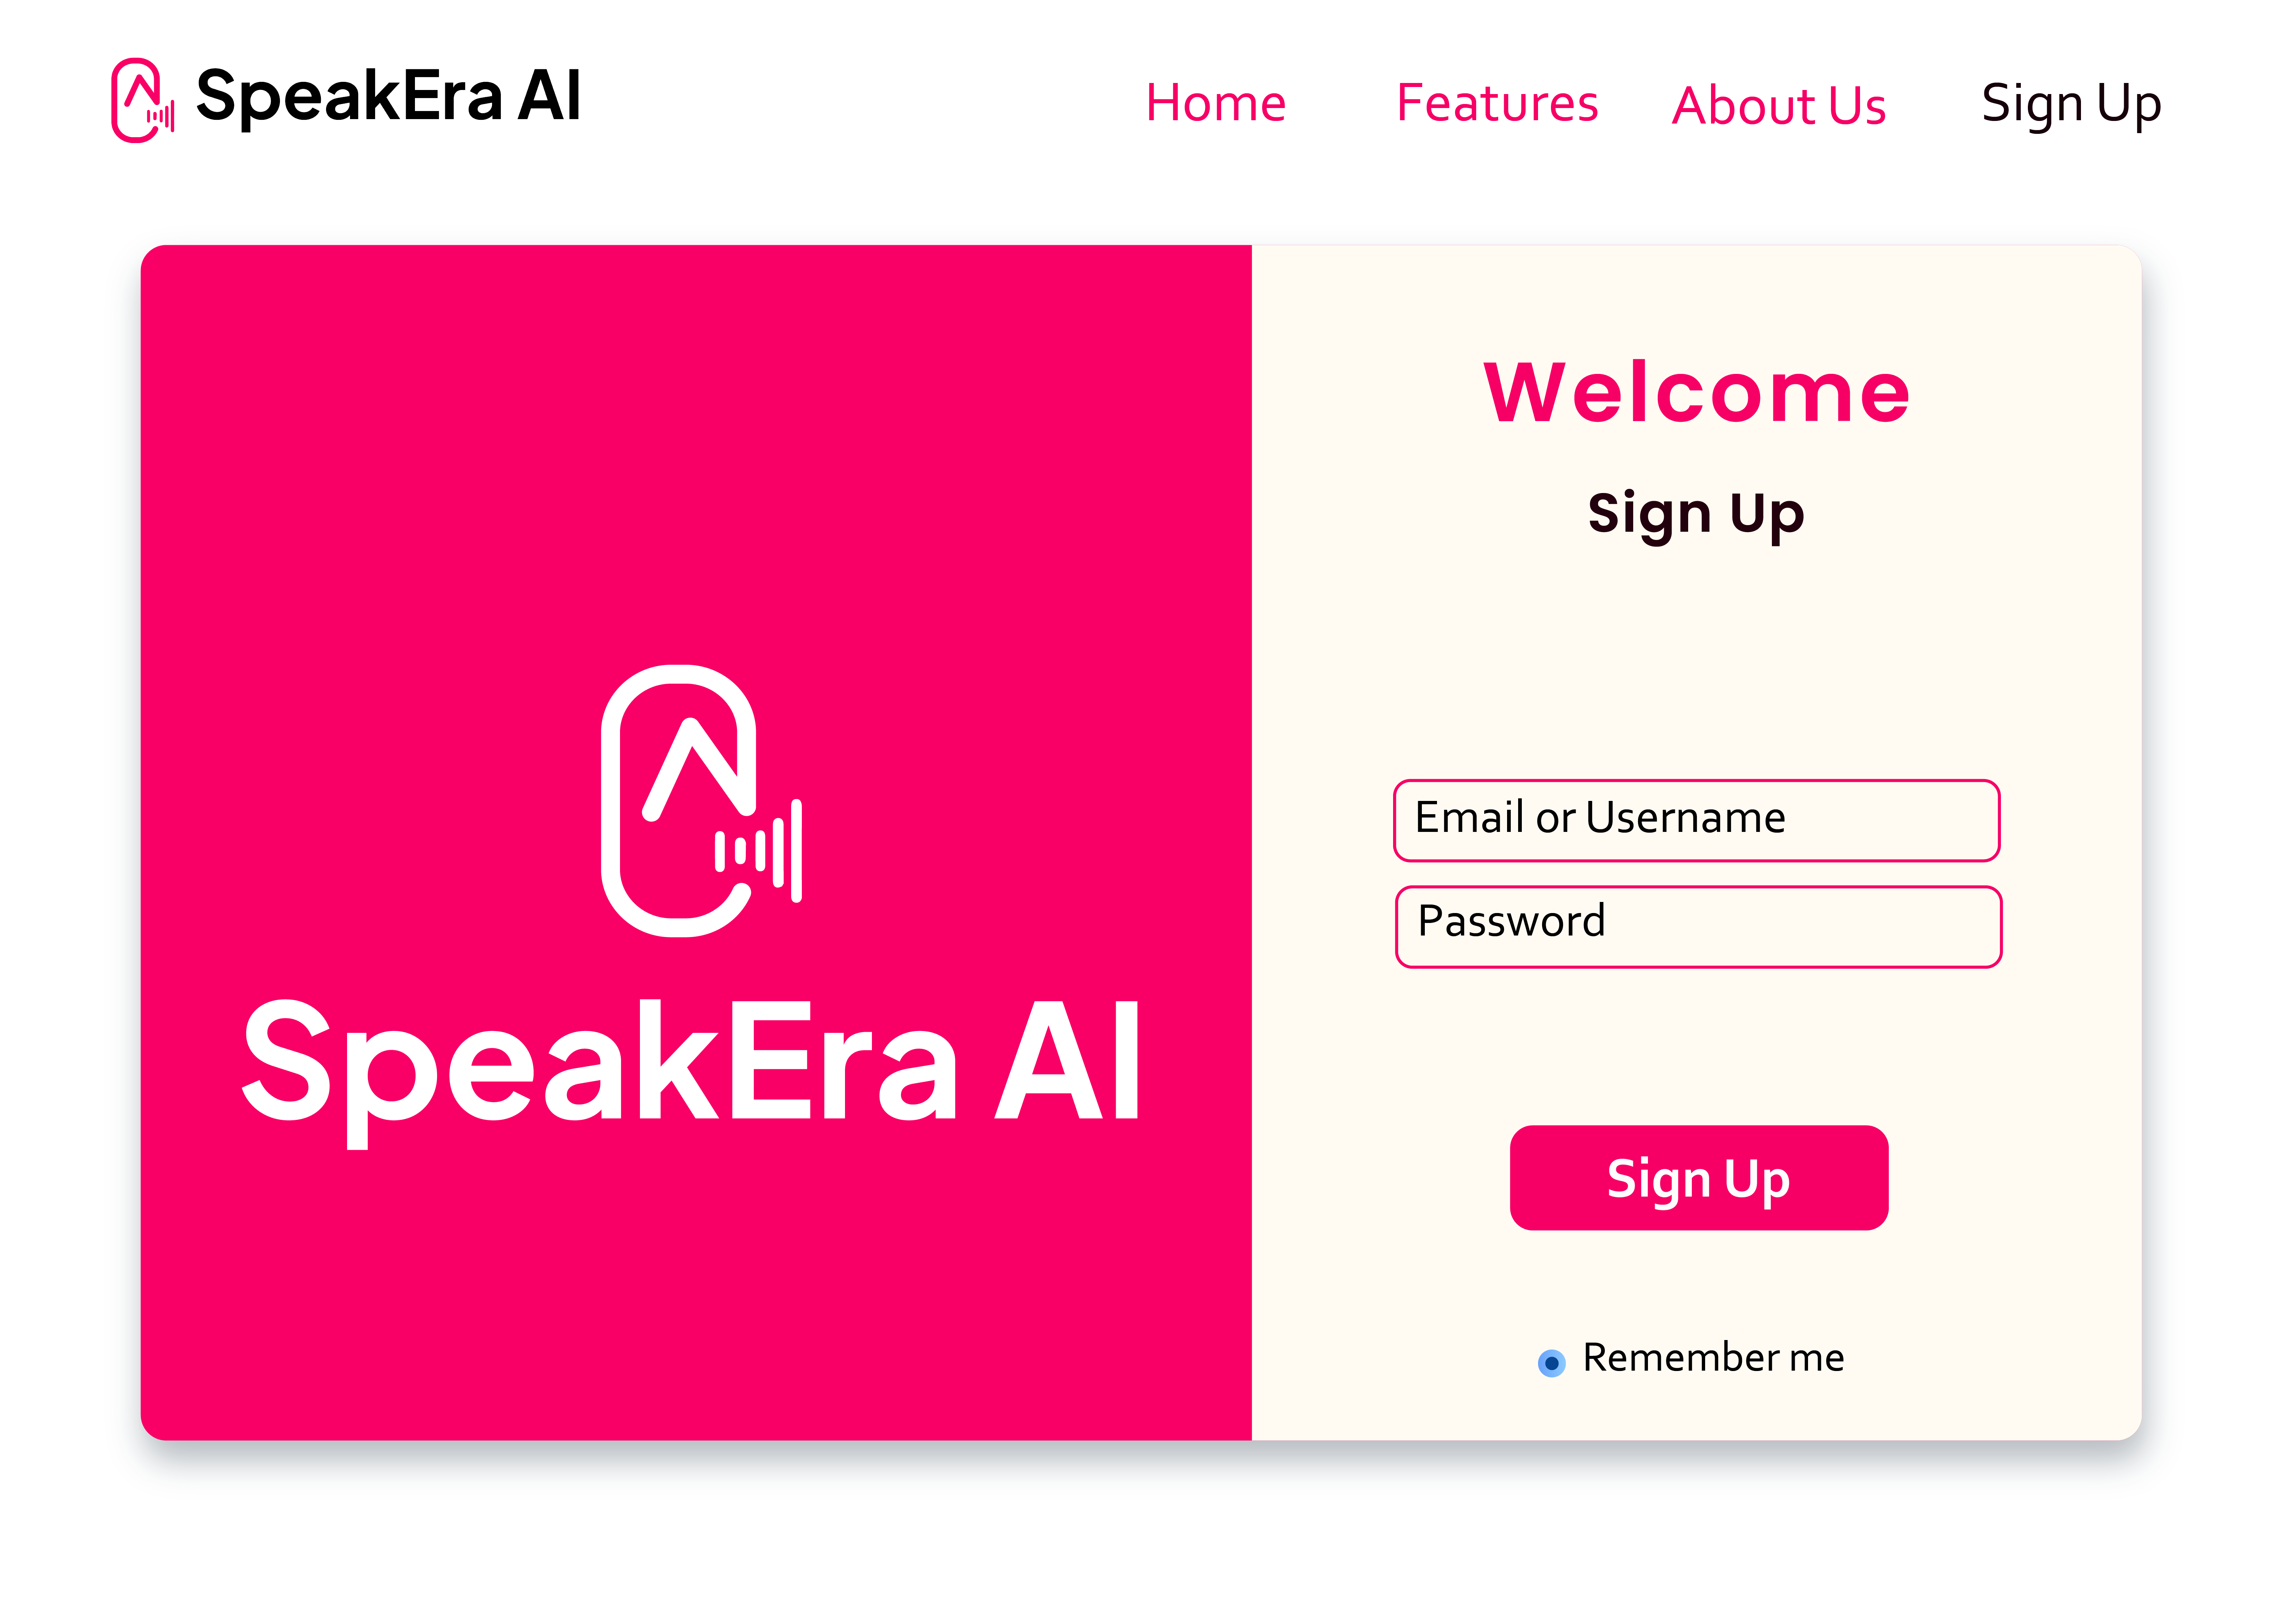 SpeakEra AI
Home Features About Us Sign Up
Welcome
Sign Up
SpeakEra AI
Email or Username
Password
Sign Up
Remember me